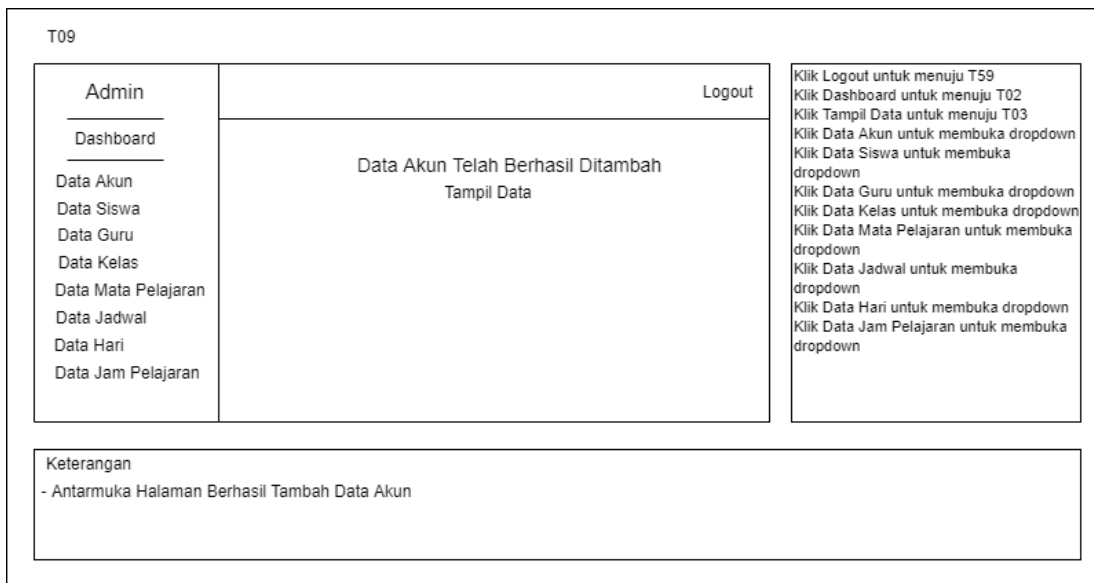 T09
Admin
Dashboard
Data Akun
Data Siswa
Data Guru
Data Kelas
Data Mata Pelajaran
Data Jadwal
Data Hari
Data Jam Pelajaran
Logout
Data Akun Telah Berhasil Ditambah
Tampil Data
Klik Logout untuk menuju T59
Klik Dashboard untuk menuju T02
Klik Tampil Data untuk menuju T03
Klik Data Akun untuk membuka dropdown
Klik Data Siswa untuk membuka
dropdown
Klik Data Guru untuk membuka dropdown
Klik Data Kelas untuk membuka dropdown
Klik Data Mata Pelajaran untuk membuka
dropdown
Klik Data Jadwal untuk membuka
dropdown
Klik Data Hari untuk membuka dropdown
Klik Data Jam Pelajaran untuk membuka
dropdown
Keterangan
- Antarmuka Halaman Berhasil Tambah Data Akun